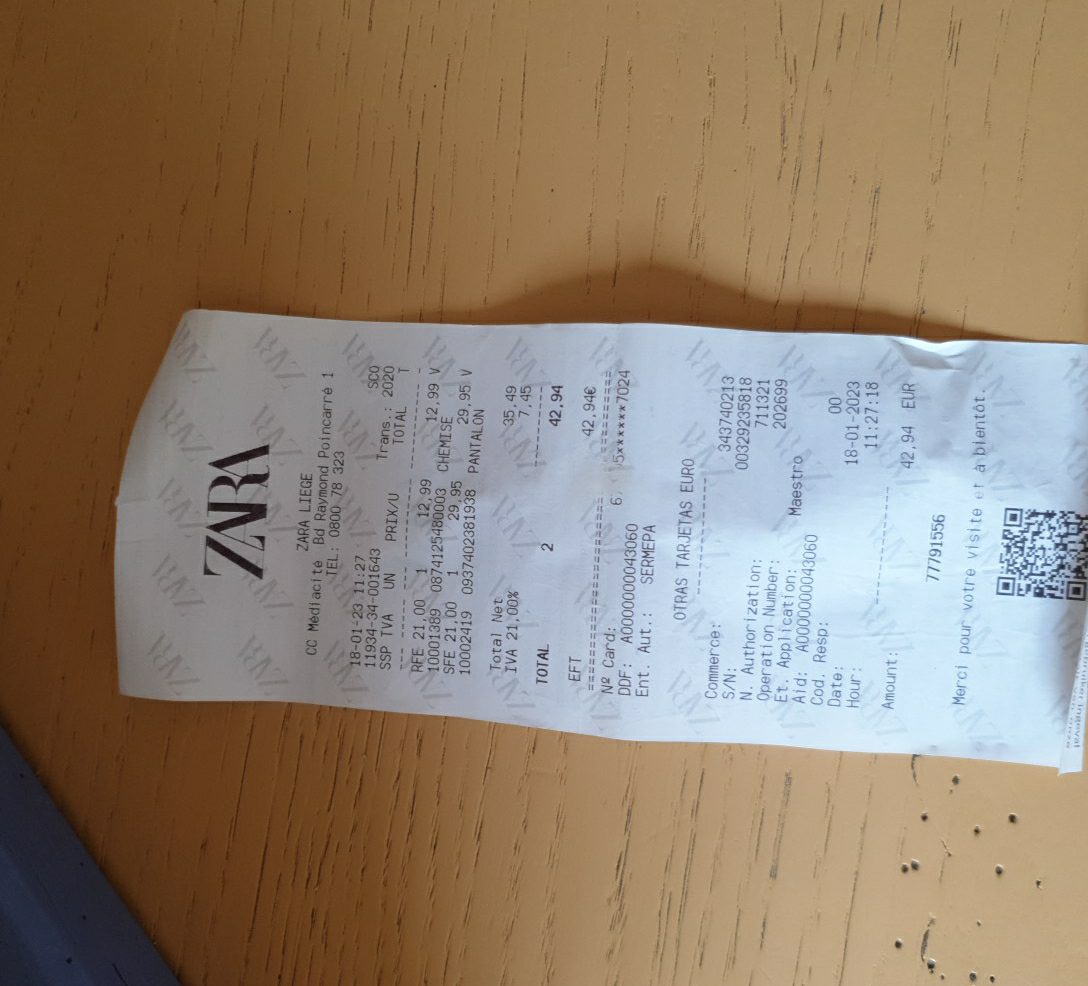 ZARA
ZARA LIEGE
CC Médiacité Bd Raymond Poincarré 1
TEL: 0800 78 323
18-01-23 11:27 SCO
11934-34-001643 Trans.: 2020
SSP TVA UN PRIX/U TOTAL T
RFE 21,00 1 12,99 12,99 V
10001389 0874125480003 CHEMISE
SFE 21,00 1 29,95 29,95 V
10002419 0937402381938 PANTALON
Total Net 35,49
IVA 21,00% 7,45
TOTAL 2 42,94
EFT 42,94€
Nº Card: 5*******7024
DDF: A0000000043060
Ent. Aut.: SERMEPA
OTRAS TARJETAS EURO
Commerce: 343740213
S/N: 00329235818
N. Authorization: 711321
Operation Number: 202699
Et. Application: Maestro
Aid: A0000000043060
Cod. Resp: 00
Date: 18-01-2023
Hour: 11:27:18
Amount: 42,94 EUR
77791556
Merci pour votre visite et à bientôt.